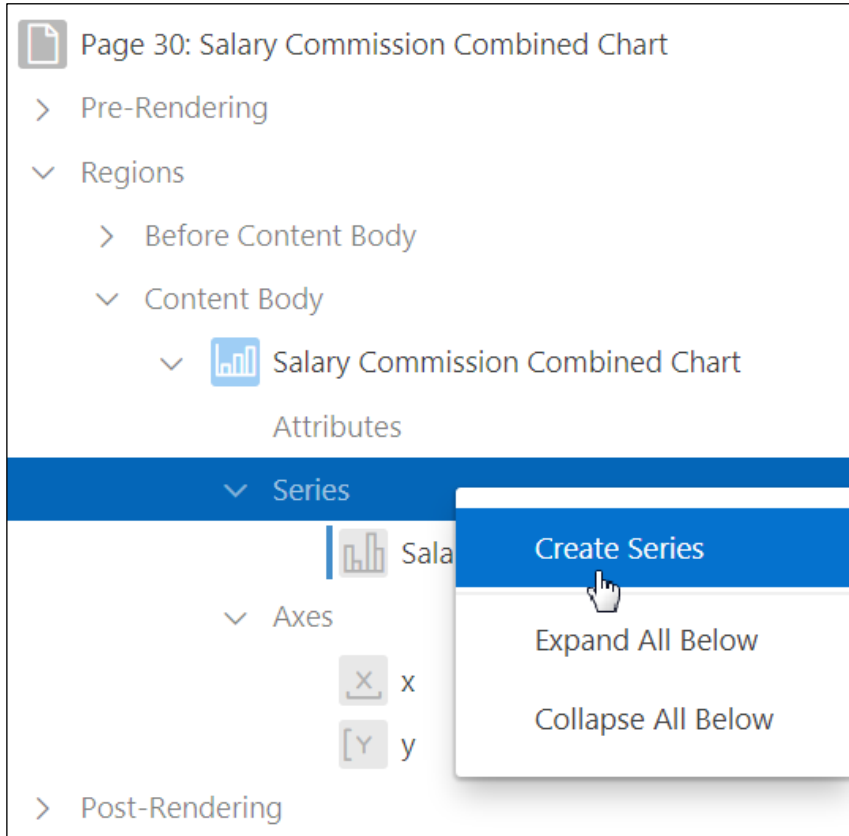 Page 30: Salary Commission Combined Chart
Pre-Rendering
Regions
Before Content Body
Content Body
Salary Commission Combined Chart
Attributes
Series
Create Series
Axes
Expand All Below
x
Collapse All Below
y
Post-Rendering